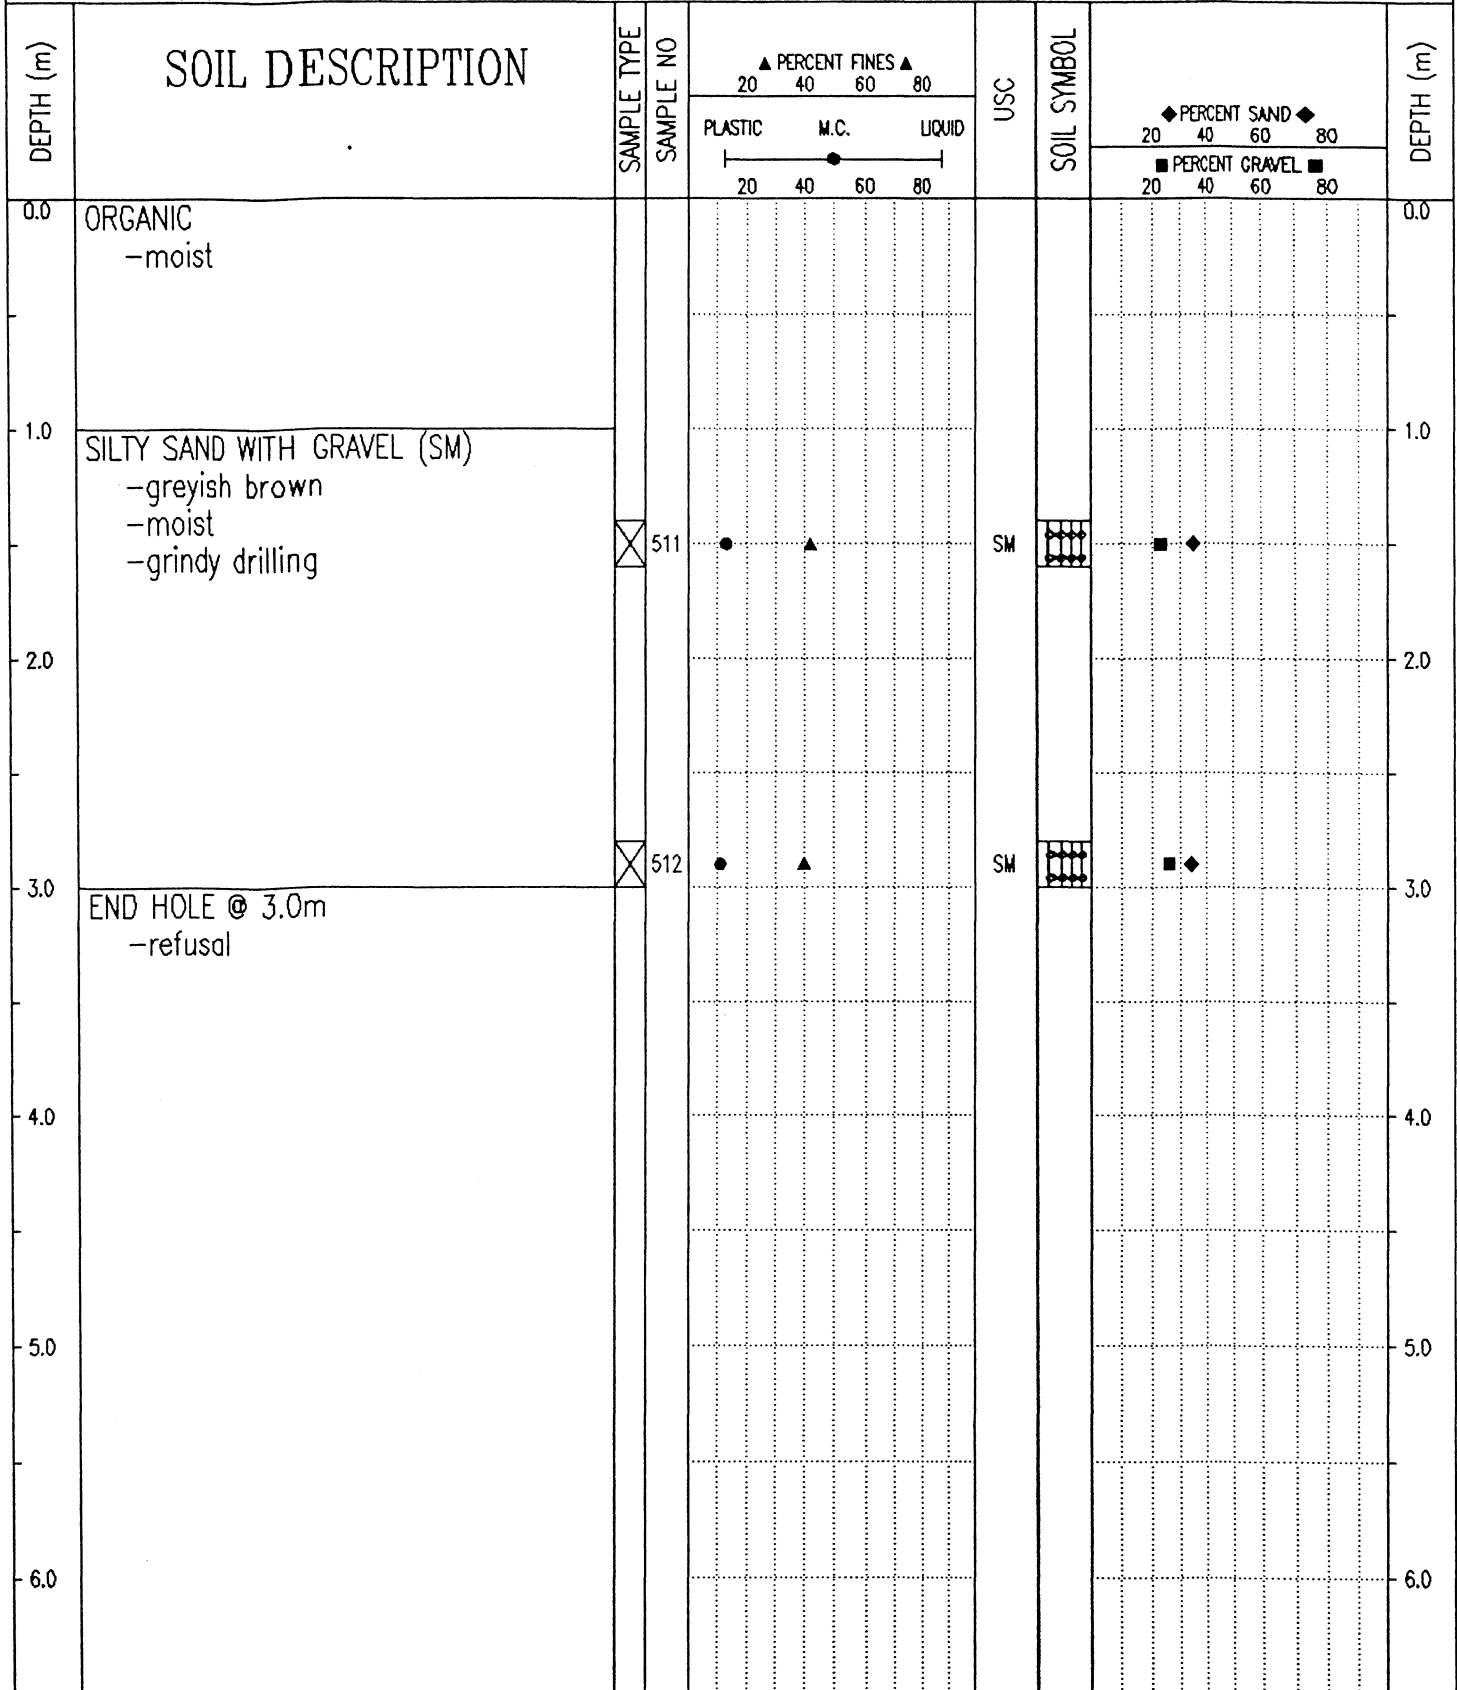 DEPTH (m)
SOIL DESCRIPTION
SAMPLE TYPE
SAMPLE NO
▲ PERCENT FINES ▲
20 40 60 80
PLASTIC M.C. LIQUID
20 40 60 80
USC
SOIL SYMBOL
◆PERCENT SAND◆
20 40 60 80
■PERCENT GRAVEL■
20 40 60 80
DEPTH (m)
0.0 ORGANIC 0.0
-moist
1.0 1.0
SILTY SAND WITH GRAVEL (SM)
-greyish brown
-moist
511 SM
-grindy drilling
2.0 2.0
512 SM
3.0 3.0
END HOLE @ 3.0m
-refusal
4.0 4.0
5.0 5.0
6.0 6.0